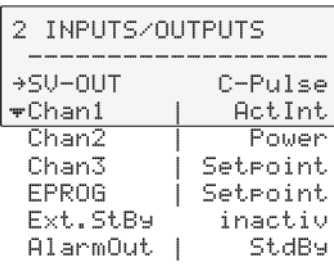 2 INPUTS/OUTPUTS
--------------------
→SV-OUT C-Pulse
▼Chan1 | ActInt
Chan2 | Power
Chan3 | Setpoint
EPROG | Setpoint
Ext.StBy inactiv
AlarmOut | StdBy